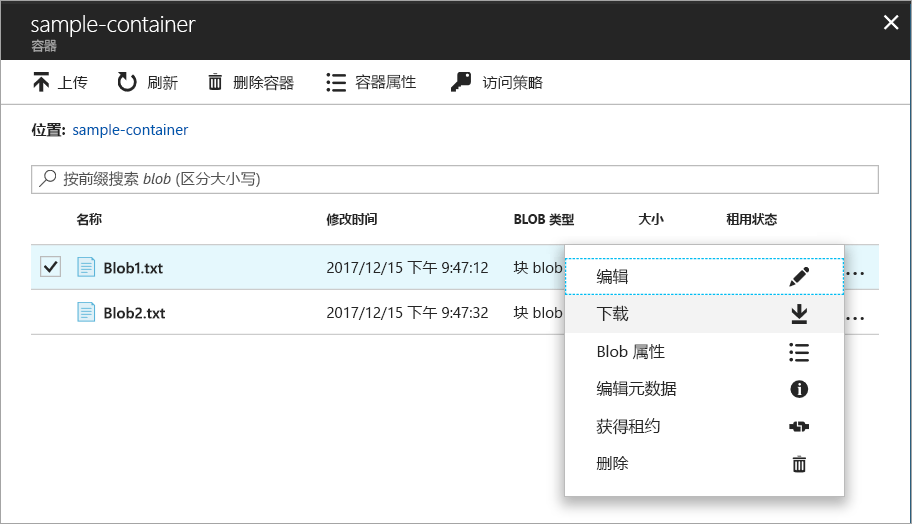 sample-container
容器
上传 刷新 删除容器 容器属性 访问策略
位置: sample-container
按前缀搜索 blob (区分大小写)
名称 修改时间 BLOB 类型 大小 租用状态
Blob1.txt 2017/12/15 下午 9:47:12 块 blob ...
Blob2.txt 2017/12/15 下午 9:47:32 块 blob ...
编辑
下载
Blob 属性
编辑元数据
获得租约
删除